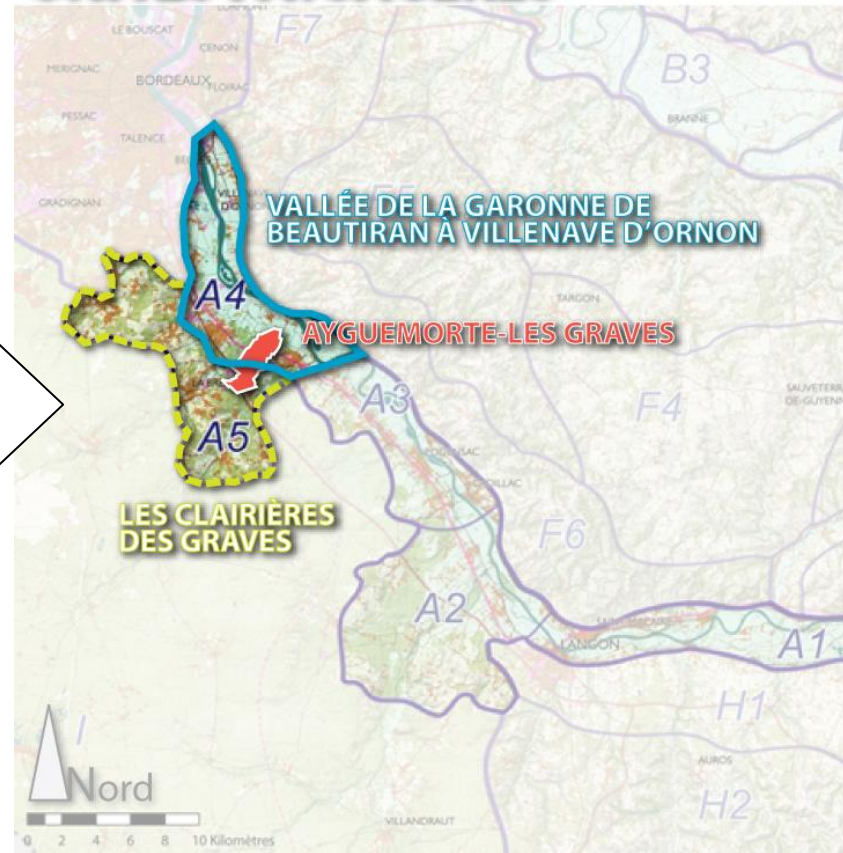 LE BOUSCAT
F7
CENON
MERIGNAC
BORDEAUX
FLOIRAC
B3
PESSAC
BRANNE
TALENCE
GRADIGNAN
VALLÉE DE LA GARONNE DE
BEAUTIRAN À VILLENAVE D'ORNON
A4
TARGON
AYGUEMORTE-LES GRAVES
A3
F4
SAUVETERRE
DE-GUYENN
A5
CADILLAC
LES CLAIRIÈRES
DES GRAVES
F6
A2
LANGON
A1
H1
I
AUROS
Nord
H2
VILLANDRAUT
0 2 4 6 8 10 Kilomètres